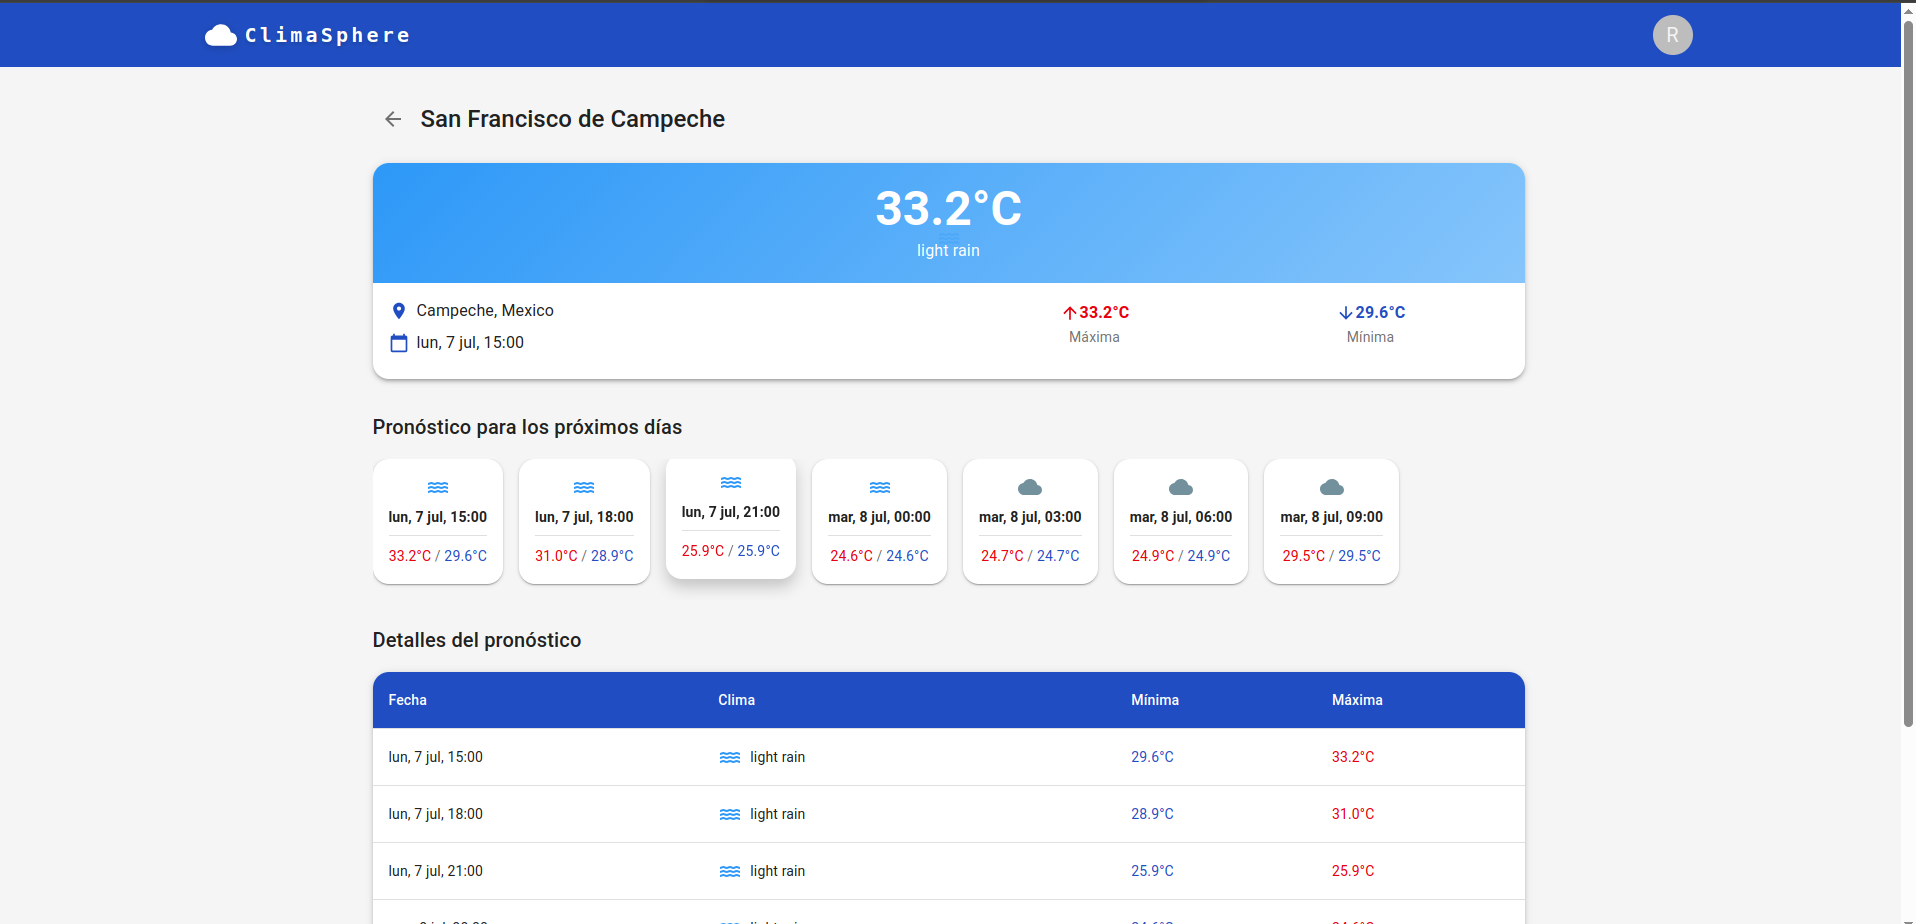 ClimaSphere
R
San Francisco de Campeche
33.2°C
light rain
Campeche, Mexico
lun, 7 jul, 15:00
33.2°C
Máxima
29.6°C
Mínima
Pronóstico para los próximos días
lun, 7 jul, 15:00
33.2°C / 29.6°C
lun, 7 jul, 18:00
31.0°C / 28.9°C
lun, 7 jul, 21:00
25.9°C / 25.9°C
mar, 8 jul, 00:00
24.6°C / 24.6°C
mar, 8 jul, 03:00
24.7°C / 24.7°C
mar, 8 jul, 06:00
24.9°C / 24.9°C
mar, 8 jul, 09:00
29.5°C / 29.5°C
Detalles del pronóstico
Fecha Clima Mínima Máxima
lun, 7 jul, 15:00 light rain 29.6°C 33.2°C
lun, 7 jul, 18:00 light rain 28.9°C 31.0°C
lun, 7 jul, 21:00 light rain 25.9°C 25.9°C